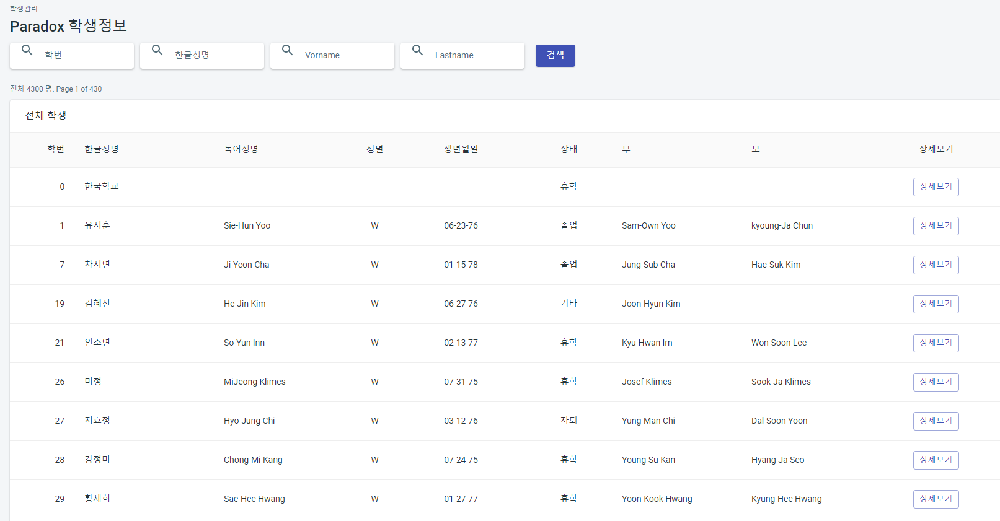 학생관리
Paradox 학생정보
학번 한글성명 Vorname Lastname 검색
전체 4300 명. Page 1 of 430
전체 학생
학번 한글성명 독어성명 성별 생년월일 상태 부 모 상세보기
0 한국학교 휴학 상세보기
1 유지훈 Sie-Hun Yoo W 06-23-76 졸업 Sam-Own Yoo kyoung-Ja Chun 상세보기
7 차지연 Ji-Yeon Cha W 01-15-78 졸업 Jung-Sub Cha Hae-Suk Kim 상세보기
19 김혜진 He-Jin Kim W 06-27-76 기타 Joon-Hyun Kim 상세보기
21 인소연 So-Yun Inn W 02-13-77 휴학 Kyu-Hwan Im Won-Soon Lee 상세보기
26 미정 MiJeong Klimes W 07-31-75 휴학 Josef Klimes Sook-Ja Klimes 상세보기
27 지효정 Hyo-Jung Chi W 03-12-76 자퇴 Yung-Man Chi Dal-Soon Yoon 상세보기
28 강정미 Chong-Mi Kang W 07-24-75 휴학 Young-Su Kan Hyang-Ja Seo 상세보기
29 황세희 Sae-Hee Hwang W 01-27-77 휴학 Yoon-Kook Hwang Kyung-Hee Hwang 상세보기